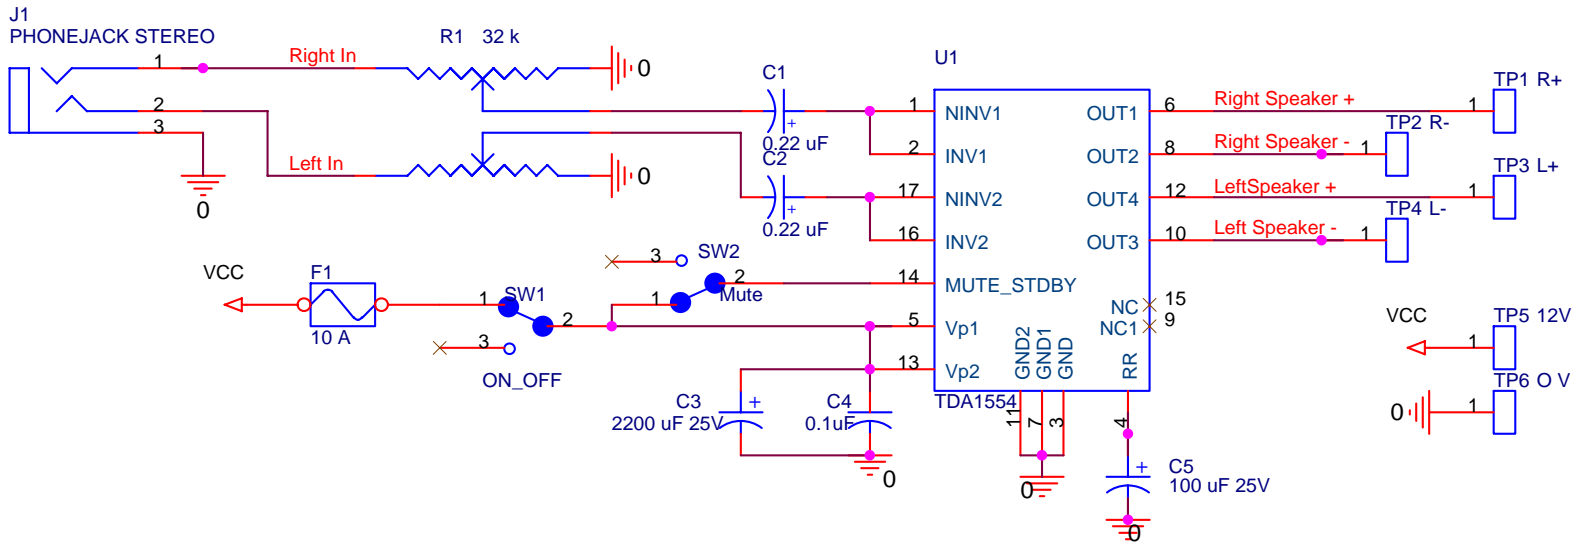 J1
PHONEJACK STEREO
1
2
3
0
Right In
Left In
R1 32 k
0
0
C1
0.22 uF
C2
0.22 uF
U1
1 NINV1
2 INV1
17 NINV2
16 INV2
14 MUTE_STDBY
5 Vp1
13 Vp2
OUT1 6
OUT2 8
OUT4 12
OUT3 10
NC 15
NC1 9
GND2
GND1
GND
RR
11
7
3
4
TDA1554
0
Right Speaker +
Right Speaker -
LeftSpeaker +
Left Speaker -
1 TP1 R+
1 TP2 R-
1 TP3 L+
1 TP4 L-
VCC
F1
10 A
1 SW1
2
3
ON_OFF
3 SW2
2
1 Mute
C3
2200 uF 25V
C4
0.1uF
0
C5
100 uF 25V
0
VCC
1 TP5 12V
0
1 TP6 O V